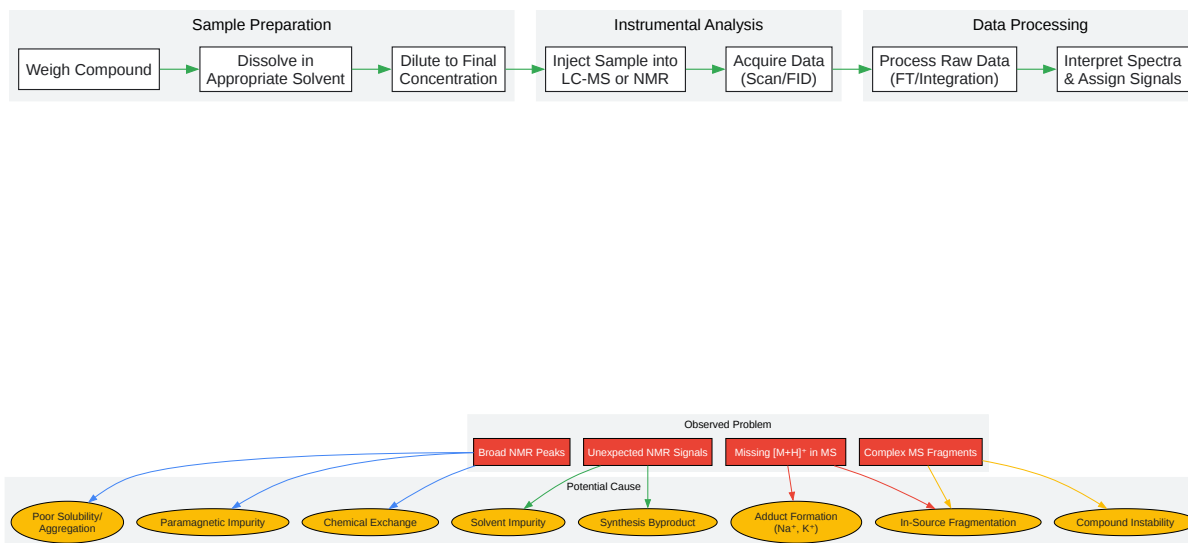 Sample Preparation
Instrumental Analysis
Data Processing
Weigh Compound
Dissolve in
Appropriate Solvent
Dilute to Final
Concentration
Inject Sample into
LC-MS or NMR
Acquire Data
(Scan/FID)
Process Raw Data
(FT/Integration)
Interpret Spectra
& Assign Signals
Observed Problem
Broad NMR Peaks
Unexpected NMR Signals
Missing [M+H]⁺ in MS
Complex MS Fragments
Potential Cause
Poor Solubility/
Aggregation
Paramagnetic Impurity
Chemical Exchange
Solvent Impurity
Synthesis Byproduct
Adduct Formation
(Na⁺, K⁺)
In-Source Fragmentation
Compound Instability